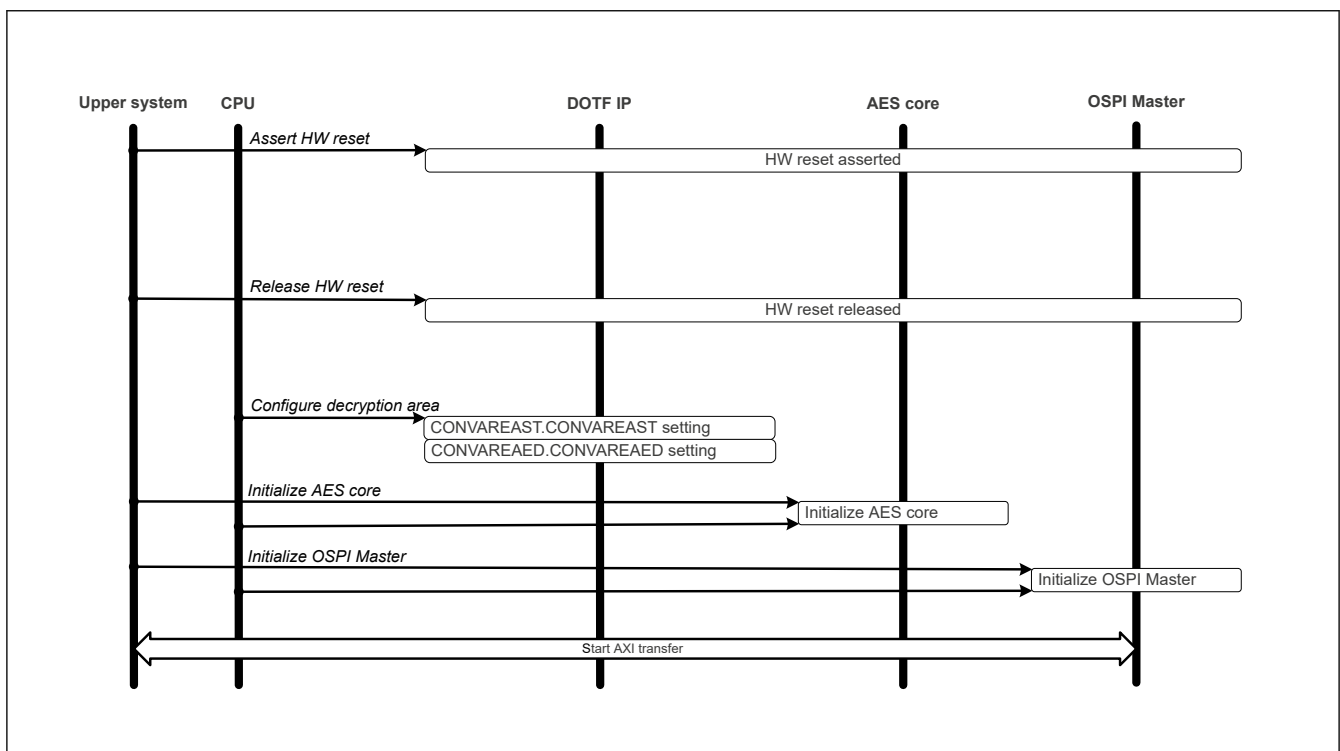 Upper system
CPU
DOTF IP
AES core
OSPI Master
Assert HW reset
HW reset asserted
Release HW reset
HW reset released
Configure decryption area
CONVAREAST.CONVAREAST setting
CONVAREAED.CONVAREAED setting
Initialize AES core
Initialize AES core
Initialize OSPI Master
Initialize OSPI Master
Start AXI transfer